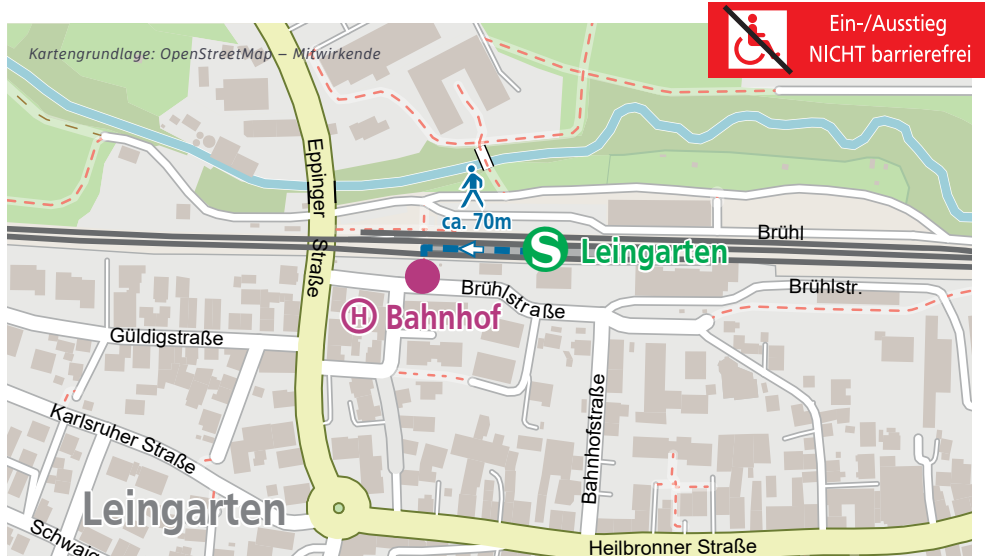 Ein-/Ausstieg
NICHT barrierefrei
Kartengrundlage: OpenStreetMap – Mitwirkende
Eppinger Straße
ca. 70m
Brühl
S Leingarten
Brühlstr.
Brühlstraße
H Bahnhof
Güldigstraße
Karlsruher Straße
Bahnhofstraße
Leingarten
Schwaig
Heilbronner Straße